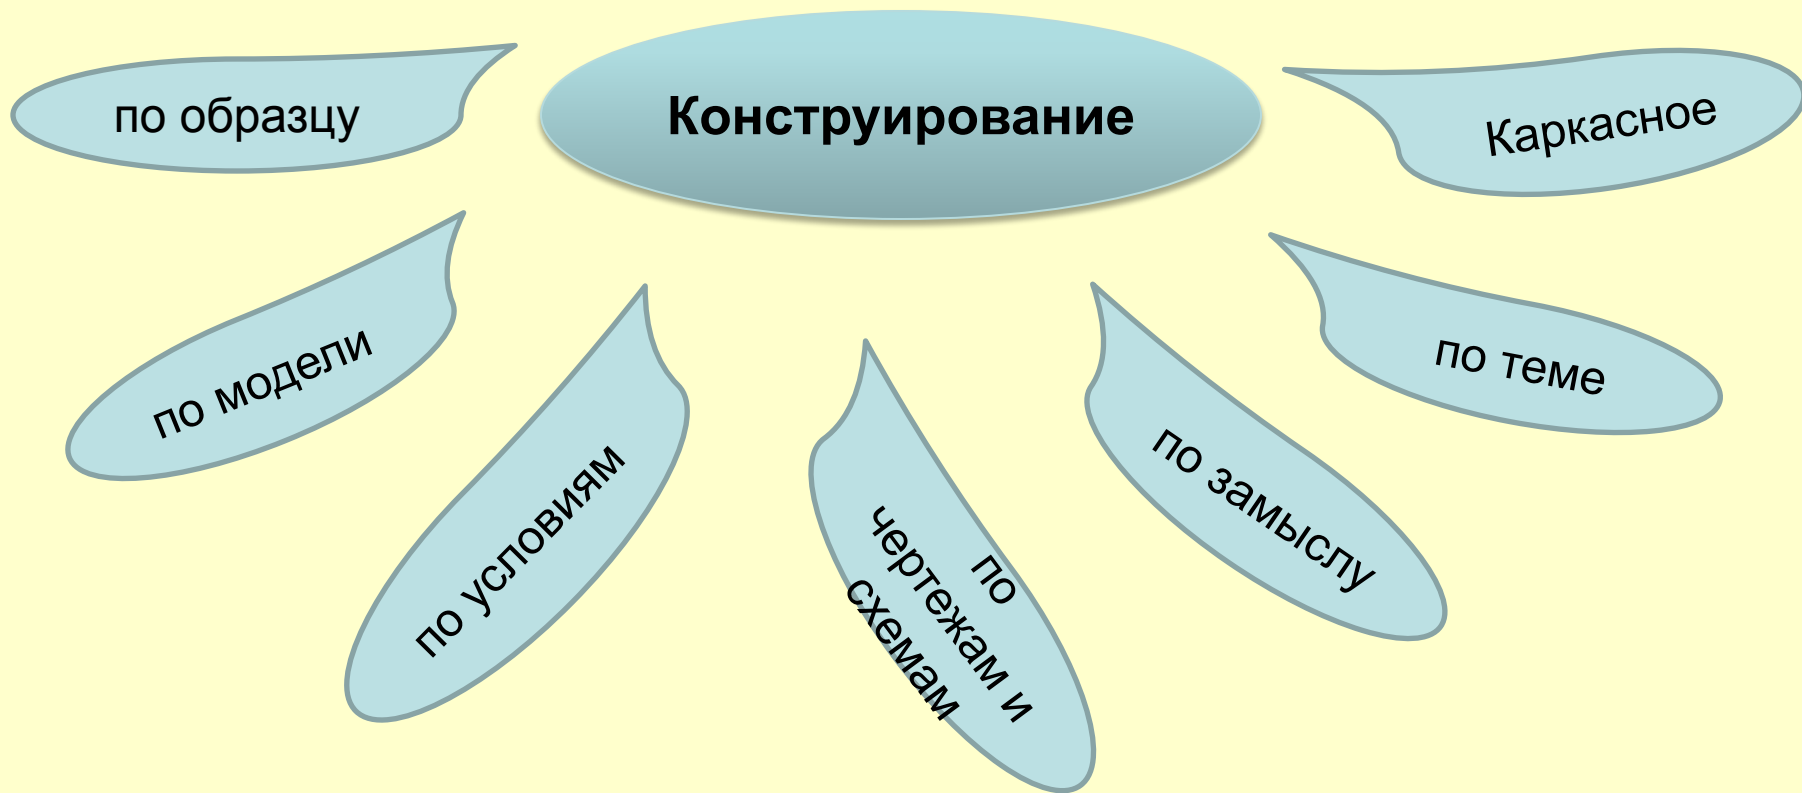 Конструирование
по образцу
по модели
по условиям
по
чертежам и
схемам
по замыслу
по теме
Каркасное